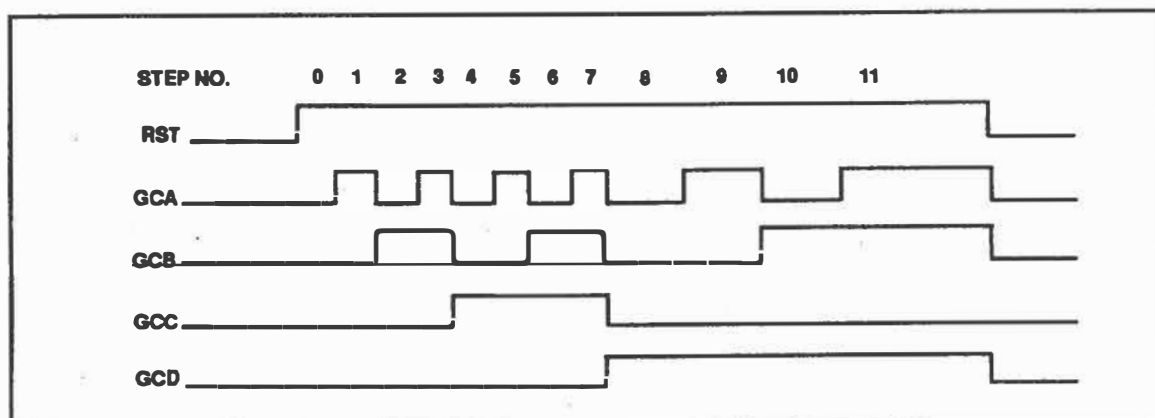 STEP NO. 0 1 2 3 4 5 6 7 8 9 10 11
RST
GCA
GCB
GCC
GCD